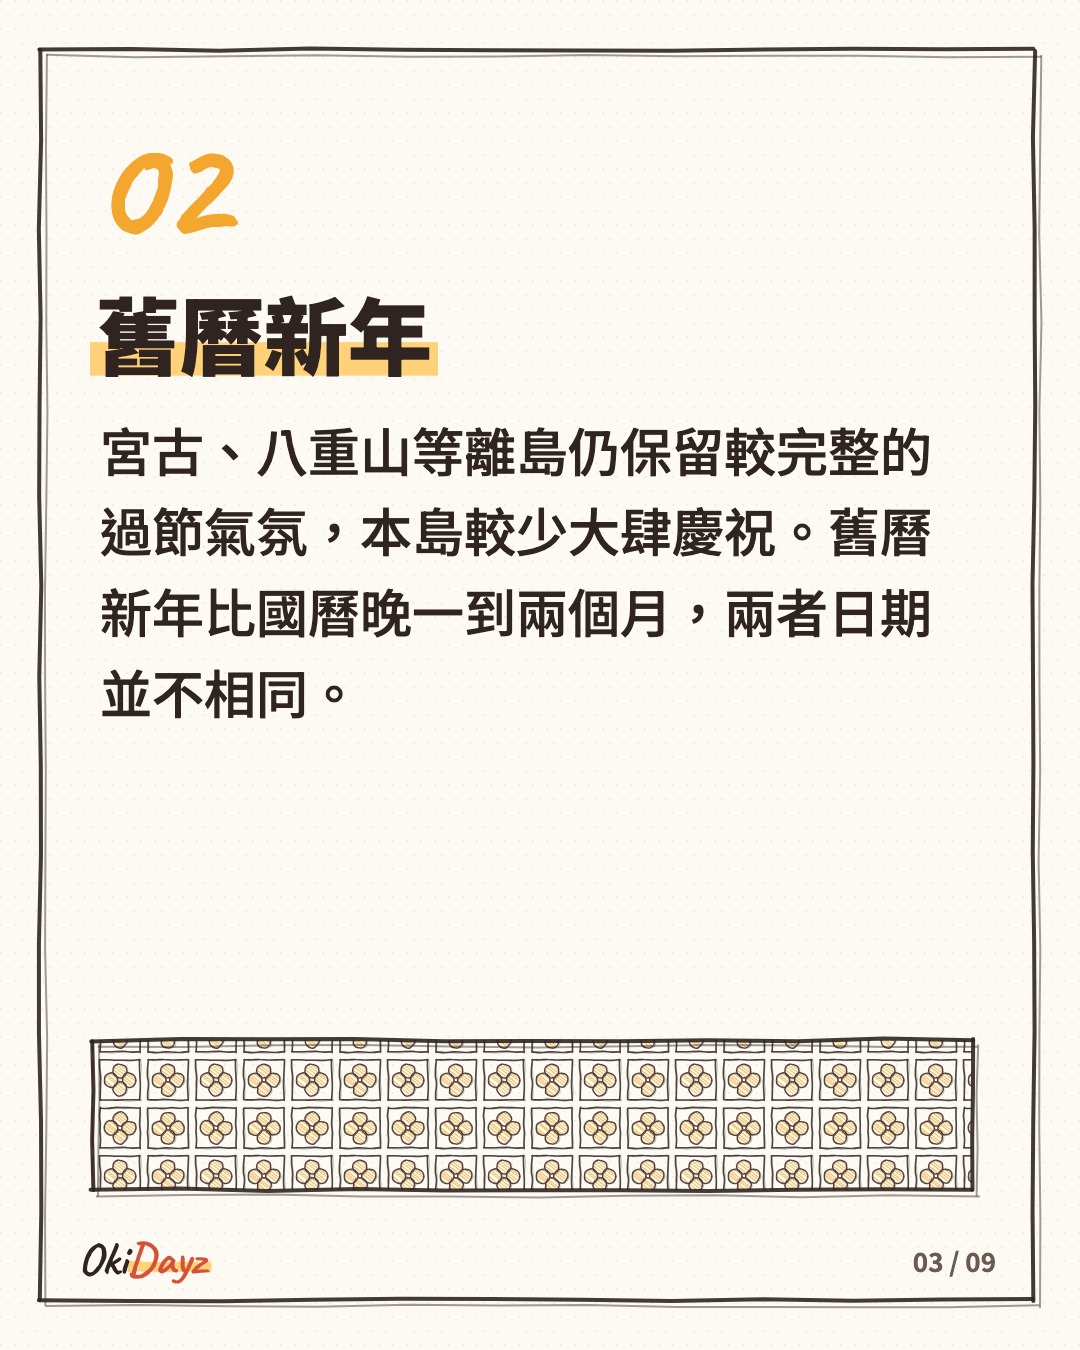 02
舊曆新年
宮古、八重山等離島仍保留較完整的
過節氣氛，本島較少大肆慶祝。舊曆
新年比國曆晚一到兩個月，兩者日期
並不相同。
OkiDayz
03 / 09